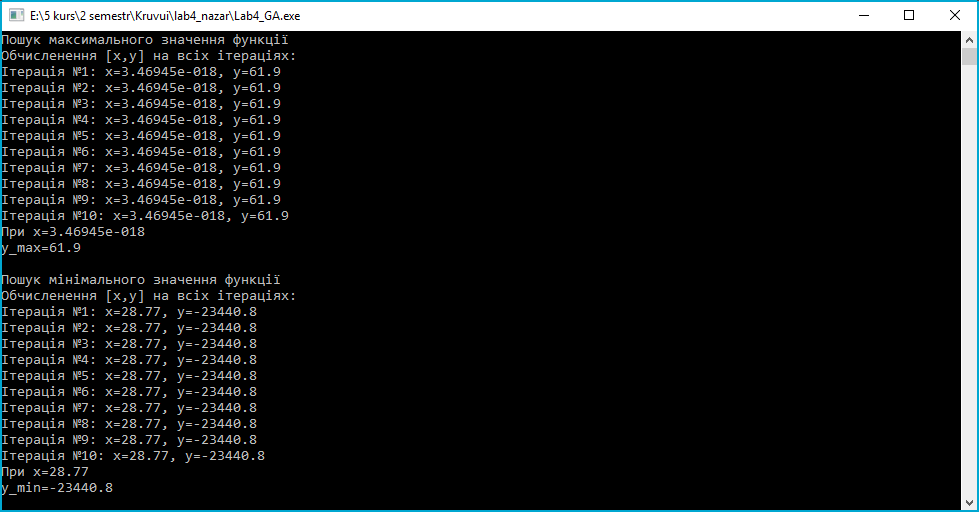 E:\5 kurs\2 semestr\Kruvui\lab4_nazar\Lab4_GA.exe
Пошук максимального значення функції
Обчисленення [x,y] на всіх ітераціях:
Ітерація №1: x=3.46945e-018, y=61.9
Ітерація №2: x=3.46945e-018, y=61.9
Ітерація №3: x=3.46945e-018, y=61.9
Ітерація №4: x=3.46945e-018, y=61.9
Ітерація №5: x=3.46945e-018, y=61.9
Ітерація №6: x=3.46945e-018, y=61.9
Ітерація №7: x=3.46945e-018, y=61.9
Ітерація №8: x=3.46945e-018, y=61.9
Ітерація №9: x=3.46945e-018, y=61.9
Ітерація №10: x=3.46945e-018, y=61.9
При x=3.46945e-018
y_max=61.9
Пошук мінімального значення функції
Обчисленення [x,y] на всіх ітераціях:
Ітерація №1: x=28.77, y=-23440.8
Ітерація №2: x=28.77, y=-23440.8
Ітерація №3: x=28.77, y=-23440.8
Ітерація №4: x=28.77, y=-23440.8
Ітерація №5: x=28.77, y=-23440.8
Ітерація №6: x=28.77, y=-23440.8
Ітерація №7: x=28.77, y=-23440.8
Ітерація №8: x=28.77, y=-23440.8
Ітерація №9: x=28.77, y=-23440.8
Ітерація №10: x=28.77, y=-23440.8
При x=28.77
y_min=-23440.8